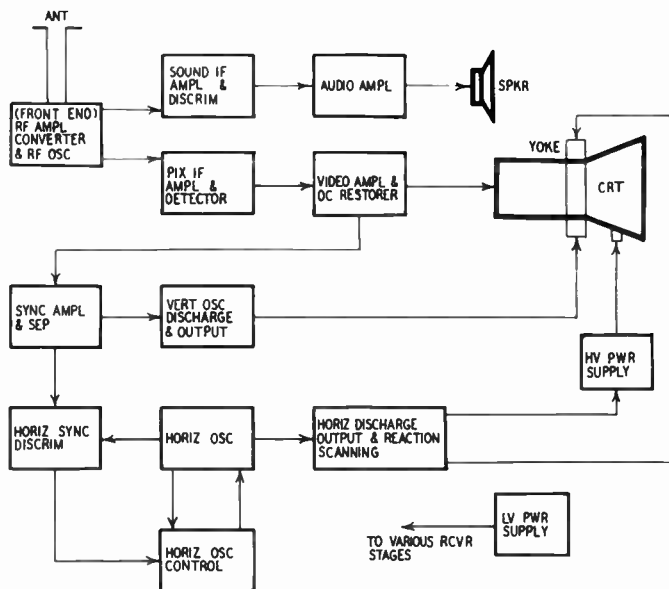 ANT
(FRONT END)
RF AMPL
CONVERTER
& RF OSC
SOUND IF
AMPL &
DISCRIM
AUDIO AMPL
SPKR
PIX IF
AMPL &
DETECTOR
VIDEO AMPL &
DC RESTORER
YOKE
CRT
SYNC AMPL
& SEP
VERT OSC
DISCHARGE
& OUTPUT
HV PWR
SUPPLY
HORIZ SYNC
DISCRIM
HORIZ OSC
HORIZ DISCHARGE
OUTPUT & REACTION
SCANNING
HORIZ OSC
CONTROL
TO VARIOUS RCVR
STAGES
LV PWR
SUPPLY